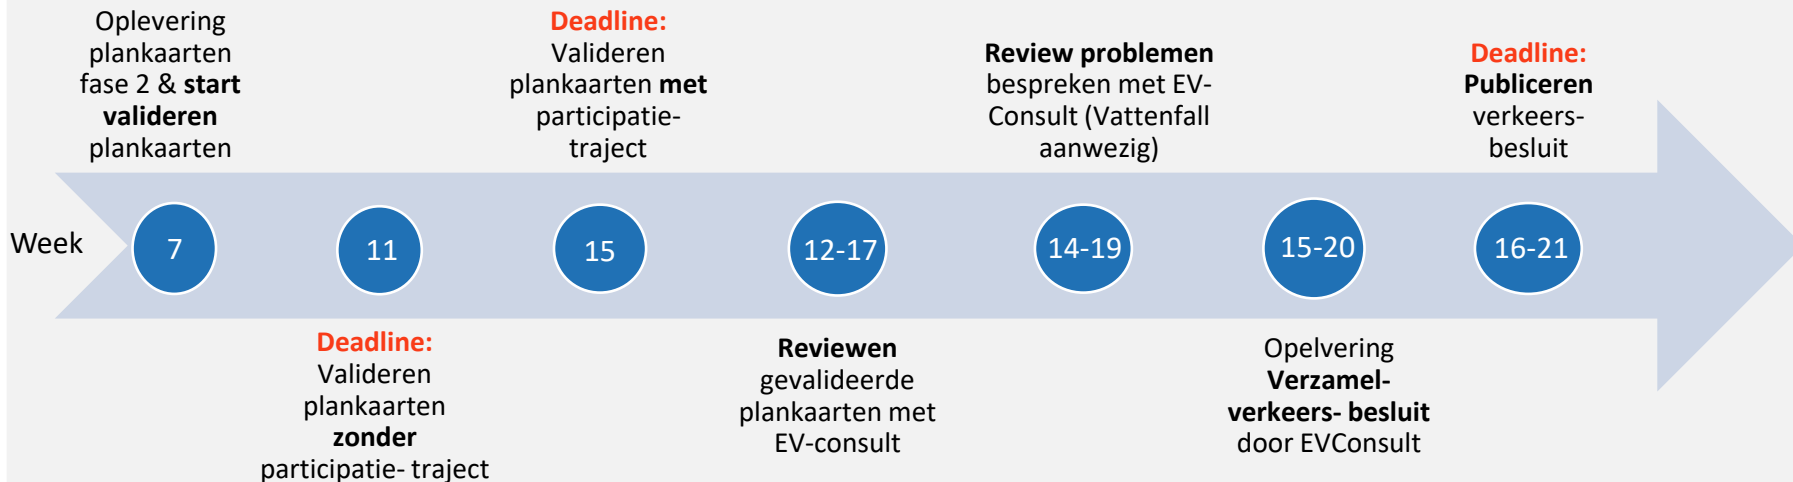 Oplevering
plankaarten
fase 2 & start
valideren
plankaarten
Deadline:
Valideren
plankaarten met
participatie-
traject
Review problemen
bespreken met EV-
Consult (Vattenfall
aanwezig)
Deadline:
Publiceren
verkeers-
besluit
Week
7
11
15
12-17
14-19
15-20
16-21
Deadline:
Valideren
plankaarten
zonder
participatie- traject
Reviewen
gevalideerde
plankaarten met
EV-consult
Opelvering
Verzamel-
verkeers- besluit
door EVConsult